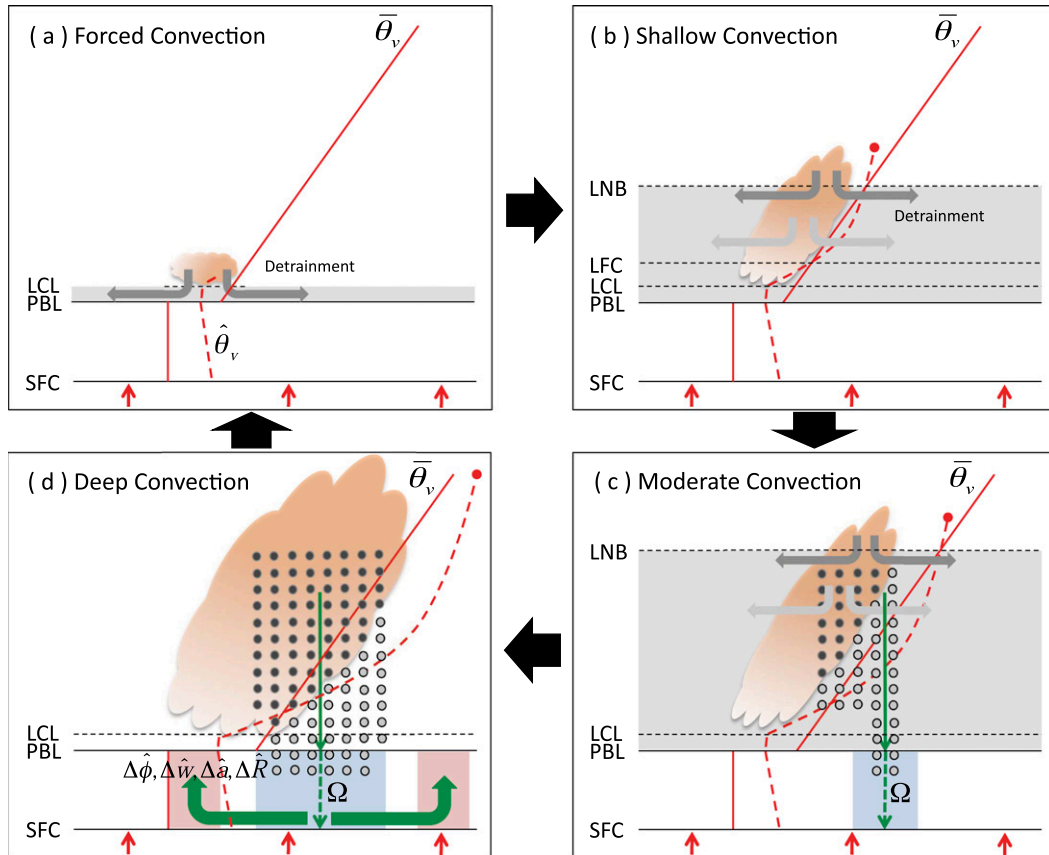 ( a ) Forced Convection
θ̅ᵥ
Detrainment
LCL
PBL
θ̂ᵥ
SFC
( b ) Shallow Convection
θ̅ᵥ
LNB
Detrainment
LFC
LCL
PBL
SFC
( d ) Deep Convection
θ̅ᵥ
LCL
PBL
Δϕ̂, Δŵ, Δâ, ΔR̂
Ω
SFC
( c ) Moderate Convection
θ̅ᵥ
LNB
LCL
PBL
Ω
SFC